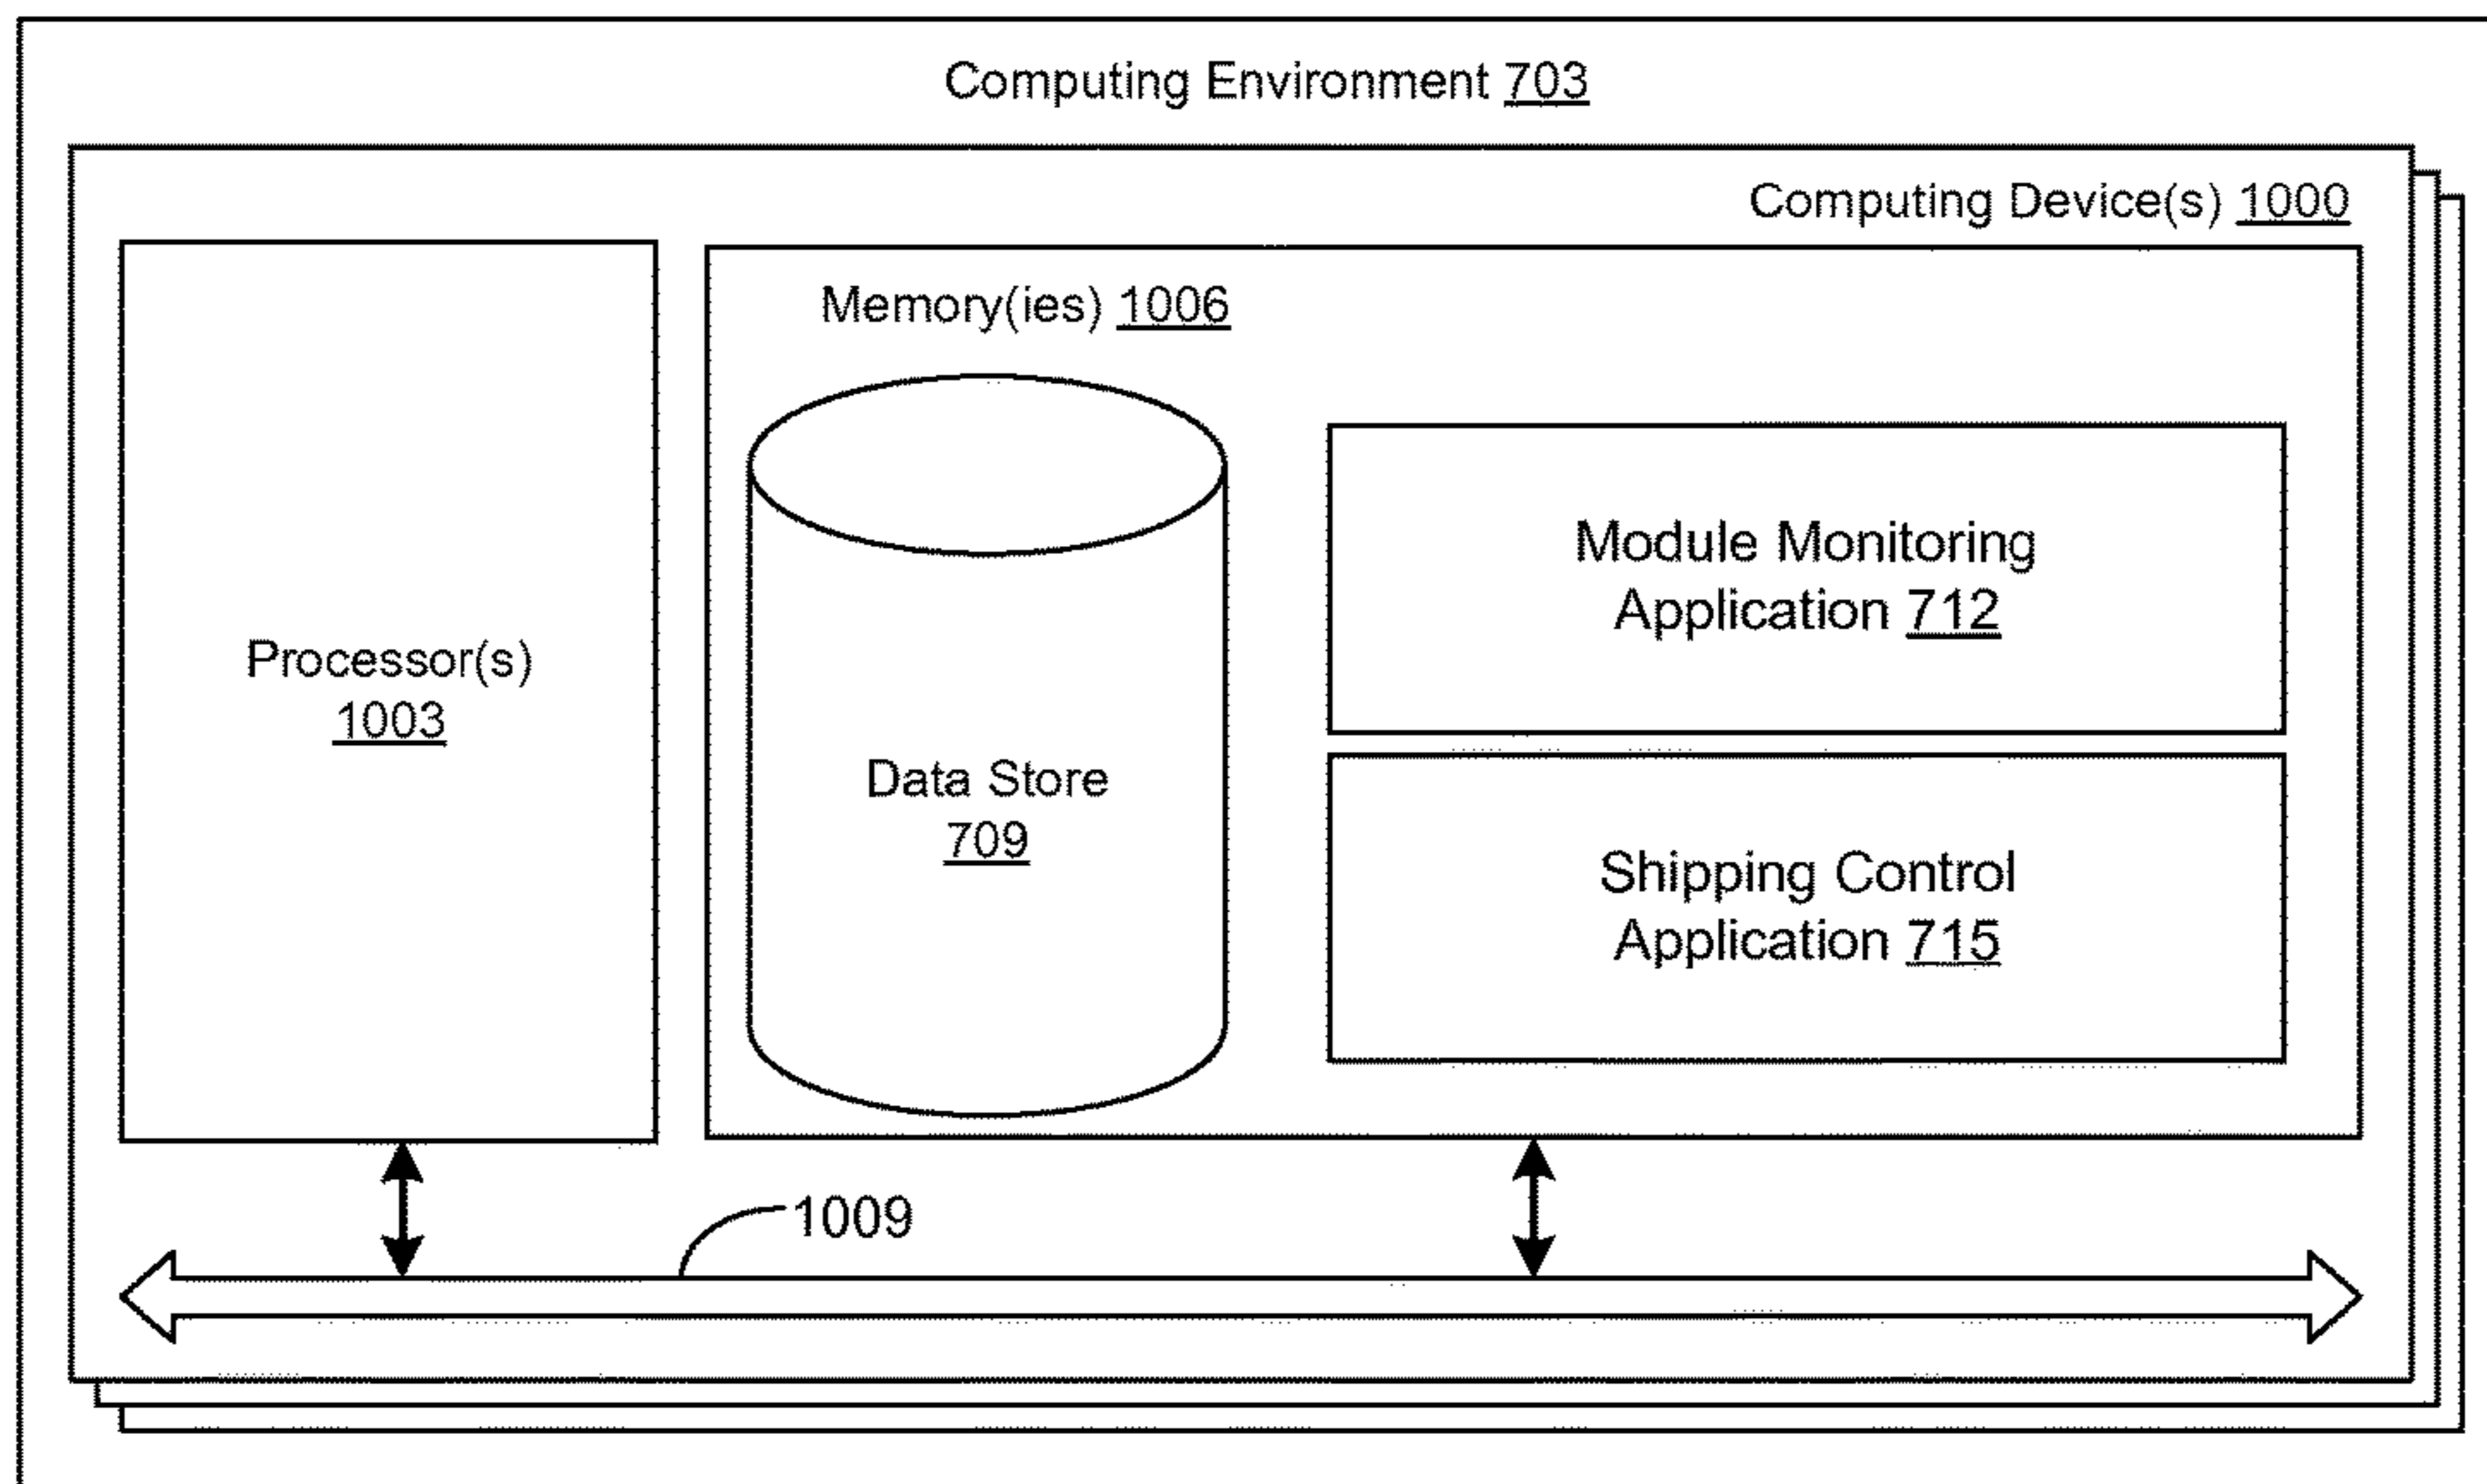 Computing Environment 703
Computing Device(s) 1000
Memory(ies) 1006
Processor(s)
1003
Data Store
709
Module Monitoring
Application 712
Shipping Control
Application 715
1009